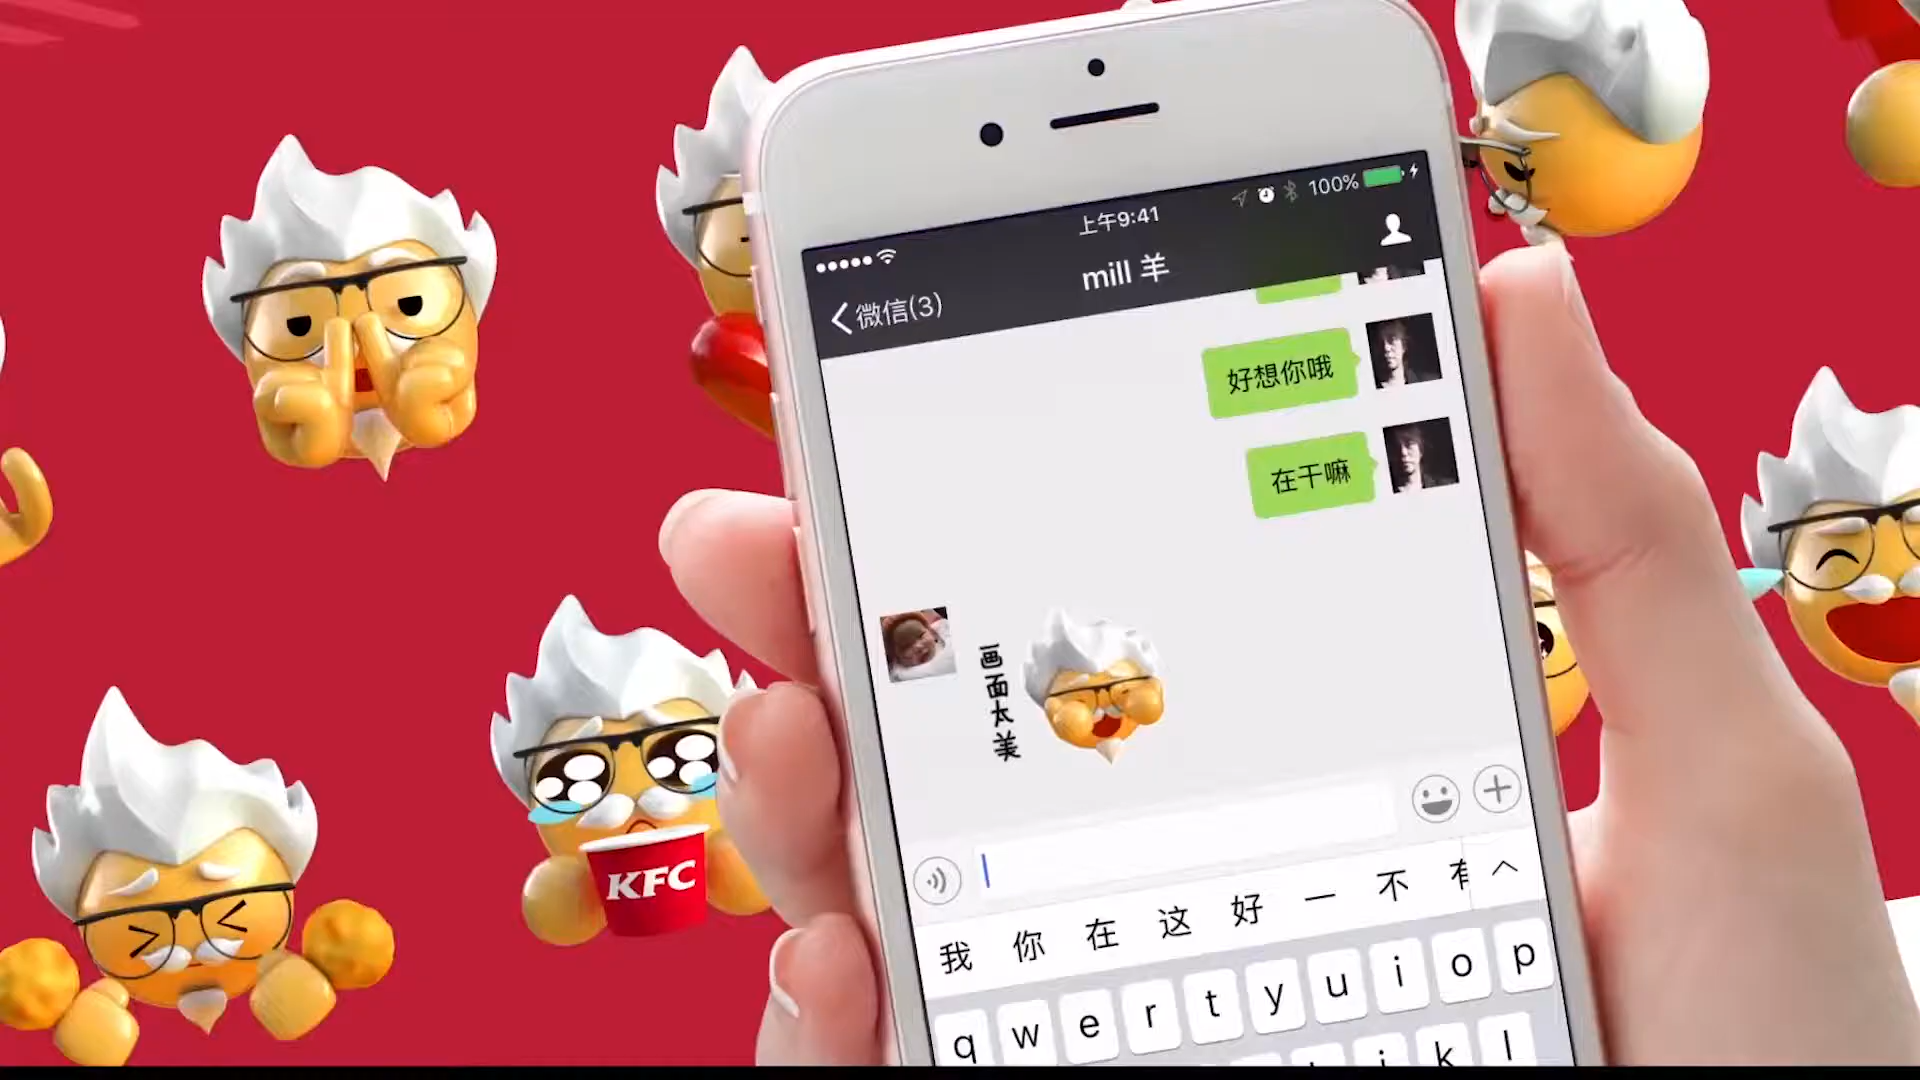 上午9:41
100%
微信(3)
mill 羊
好想你哦
在干嘛
画面太美
KFC
我 你 在 这 好 一 不 有
q w e r t y u i o p
k l